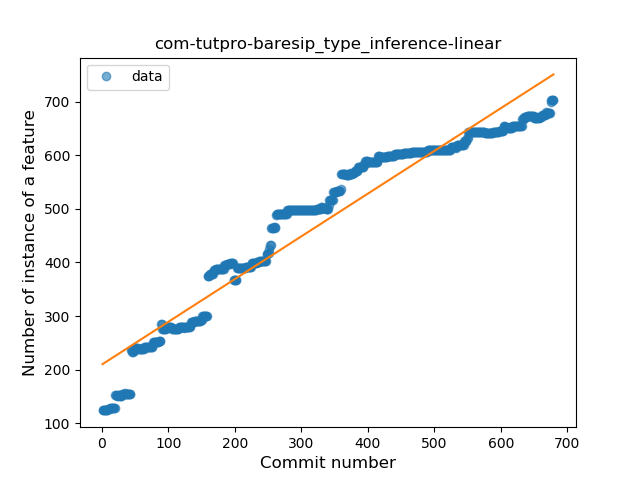 com-tutpro-baresip_type_inference-linear
data
Number of instance of a feature
700
600
500
400
300
200
100
0 100 200 300 400 500 600 700
Commit number